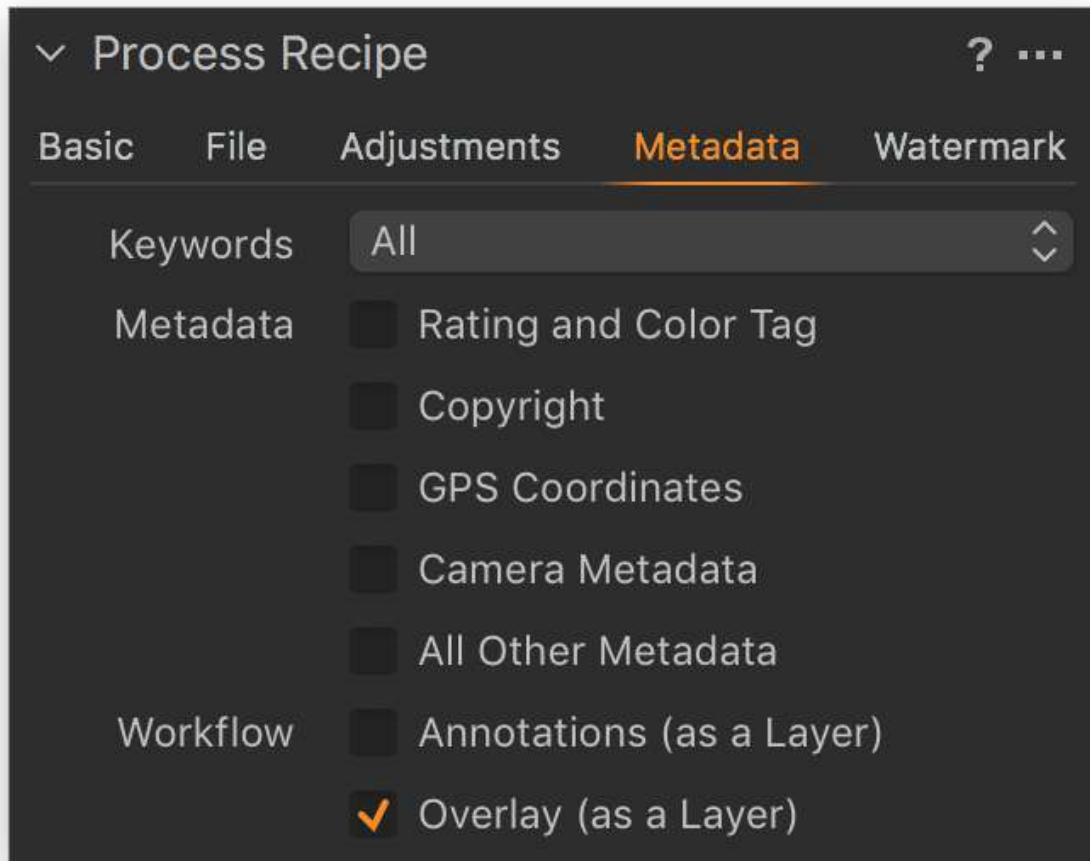 Process Recipe ? ...
Basic File Adjustments Metadata Watermark
Keywords All
Metadata Rating and Color Tag
Copyright
GPS Coordinates
Camera Metadata
All Other Metadata
Workflow Annotations (as a Layer)
Overlay (as a Layer)